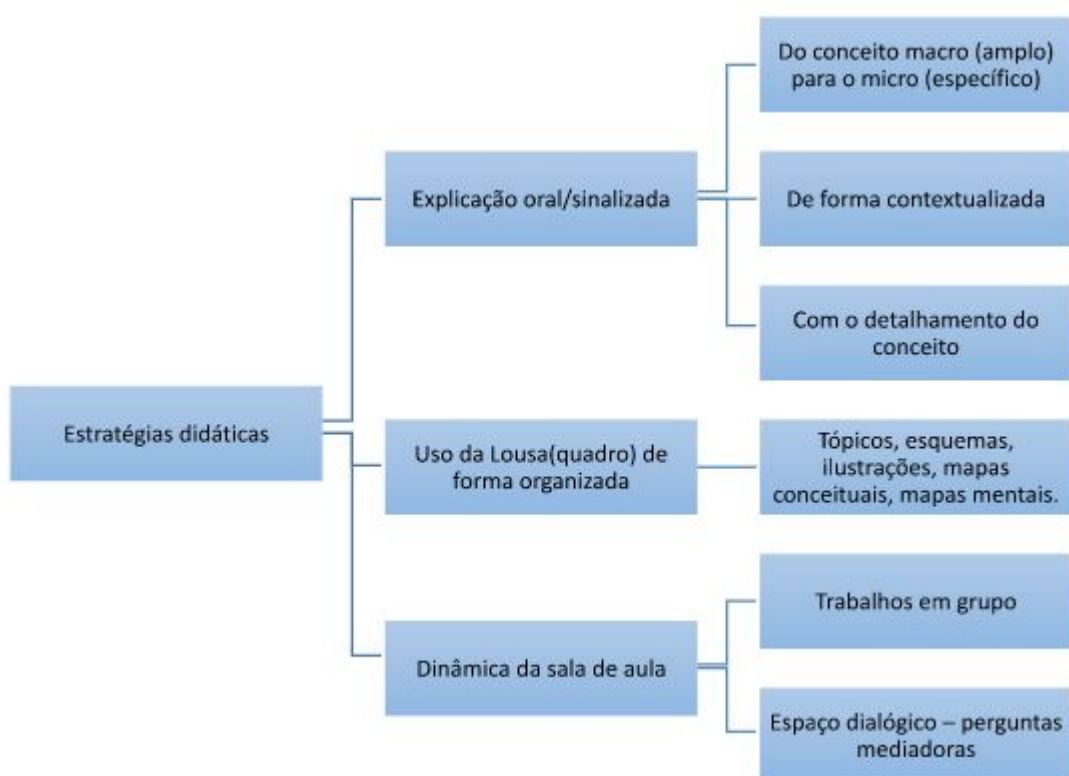 Estratégias didáticas
Explicação oral/sinalizada
Do conceito macro (amplo)
para o micro (específico)
De forma contextualizada
Com o detalhamento do
conceito
Uso da Lousa(quadro) de
forma organizada
Tópicos, esquemas,
ilustrações, mapas
conceituais, mapas mentais.
Dinâmica da sala de aula
Trabalhos em grupo
Espaço dialógico – perguntas
mediadoras